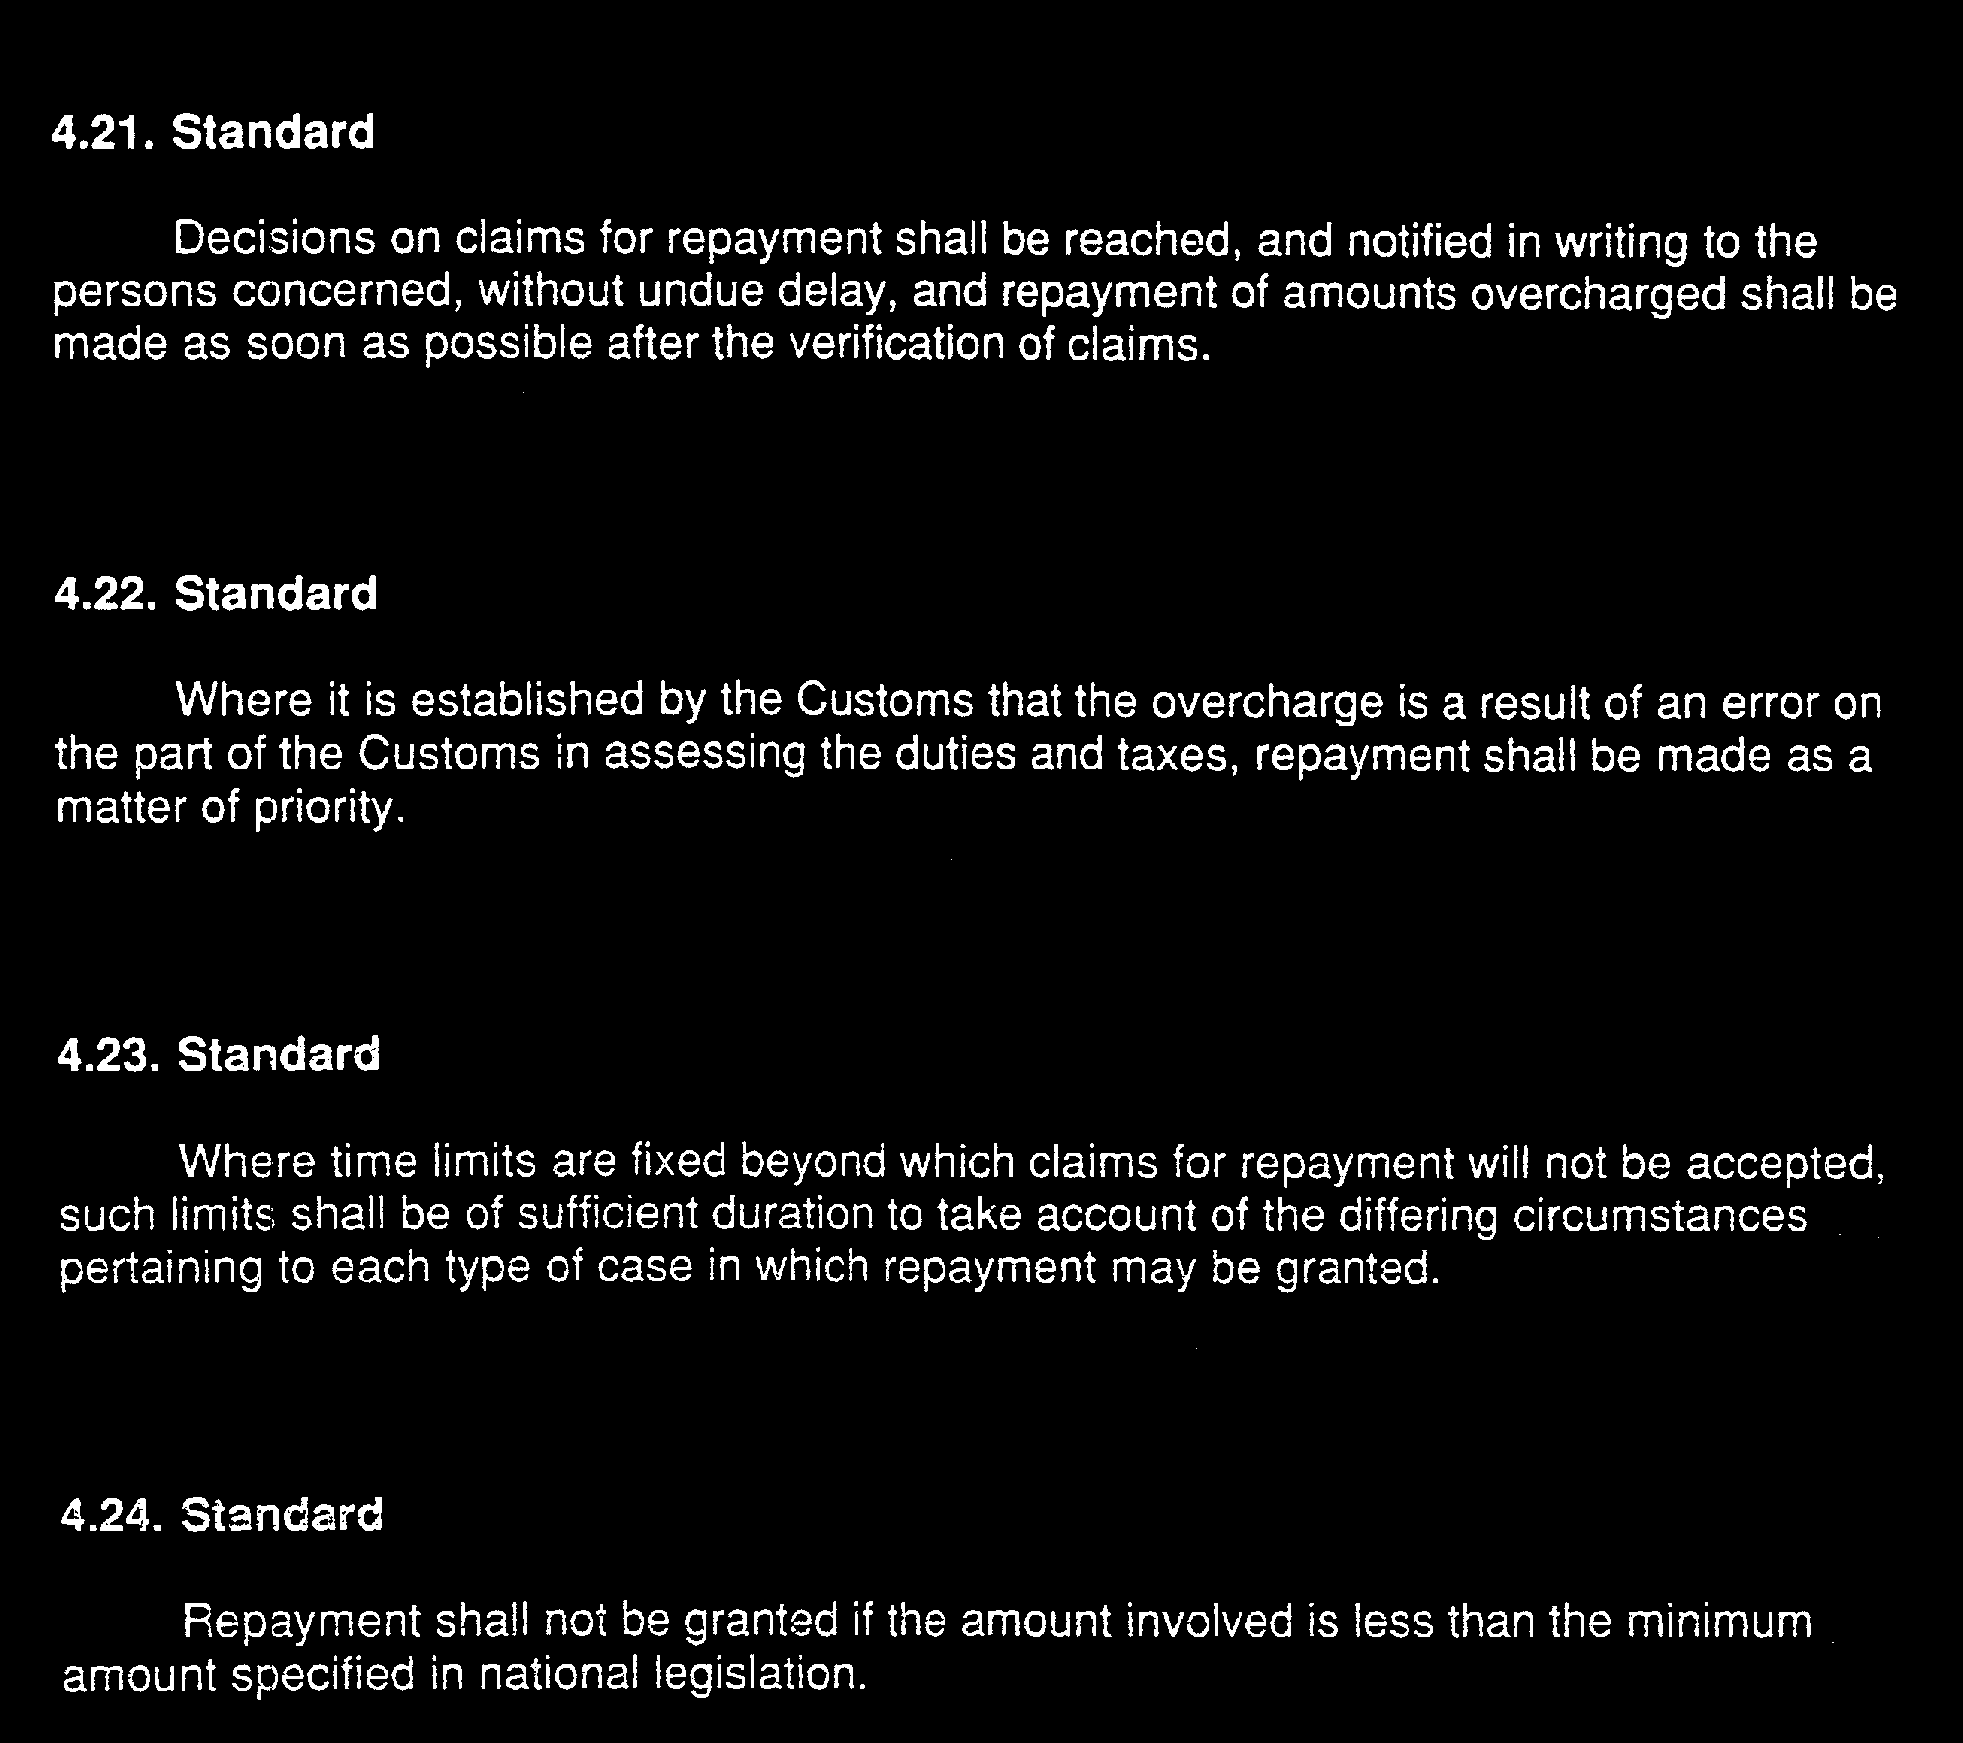 4.21. Standard
Decisions on claims for repayment shall be reached, and notified in writing to the
persons concerned, without undue delay, and repayment of amounts overcharged shall be
made as soon as possible after the verification of claims.
4.22. Standard
Where it is established by the Customs that the overcharge is a result of an error on
the part of the Customs in assessing the duties and taxes, repayment shall be made as a
matter of priority.
4.23. Standard
Where time limits are fixed beyond which claims for repayment will not be accepted,
such limits shall be of sufficient duration to take account of the differing circumstances
pertaining to each type of case in which repayment may be granted.
4.24. Standard
Repayment shall not be granted if the amount involved is less than the minimum
amount specified in national legislation.